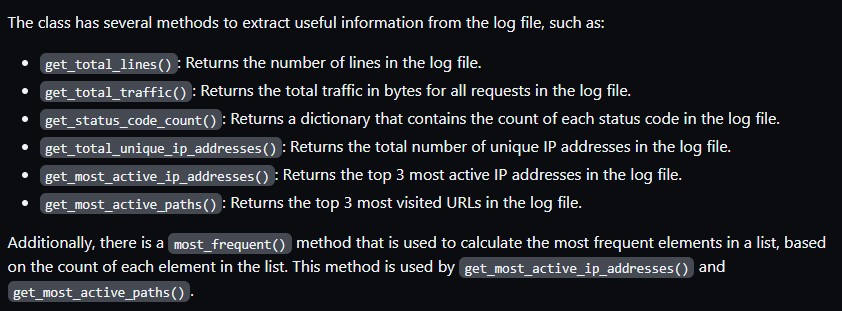 The class has several methods to extract useful information from the log file, such as:
• get_total_lines(): Returns the number of lines in the log file.
• get_total_traffic(): Returns the total traffic in bytes for all requests in the log file.
• get_status_code_count(): Returns a dictionary that contains the count of each status code in the log file.
• get_total_unique_ip_addresses(): Returns the total number of unique IP addresses in the log file.
• get_most_active_ip_addresses(): Returns the top 3 most active IP addresses in the log file.
• get_most_active_paths(): Returns the top 3 most visited URLs in the log file.
Additionally, there is a most_frequent() method that is used to calculate the most frequent elements in a list, based
on the count of each element in the list. This method is used by get_most_active_ip_addresses() and
get_most_active_paths().